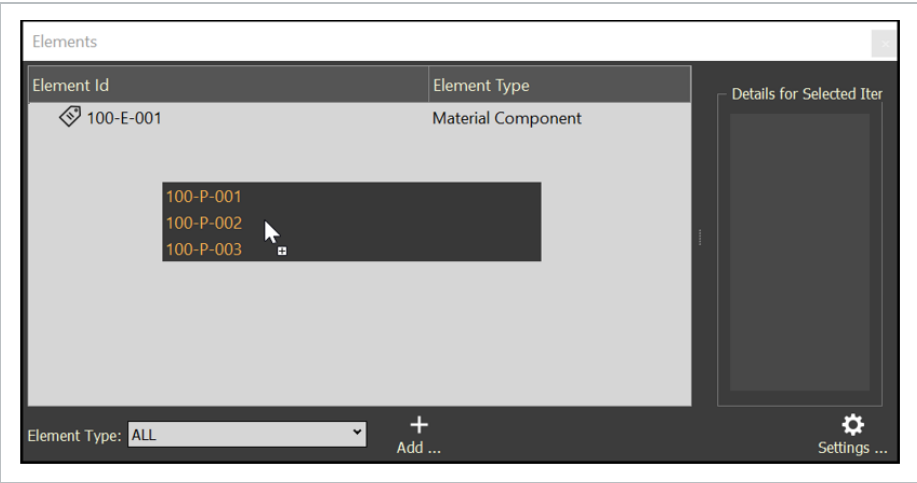 Elements
Element Id Element Type
Details for Selected Iter
100-E-001 Material Component
100-P-001
100-P-002
100-P-003
Element Type: ALL
Add ...
Settings ...